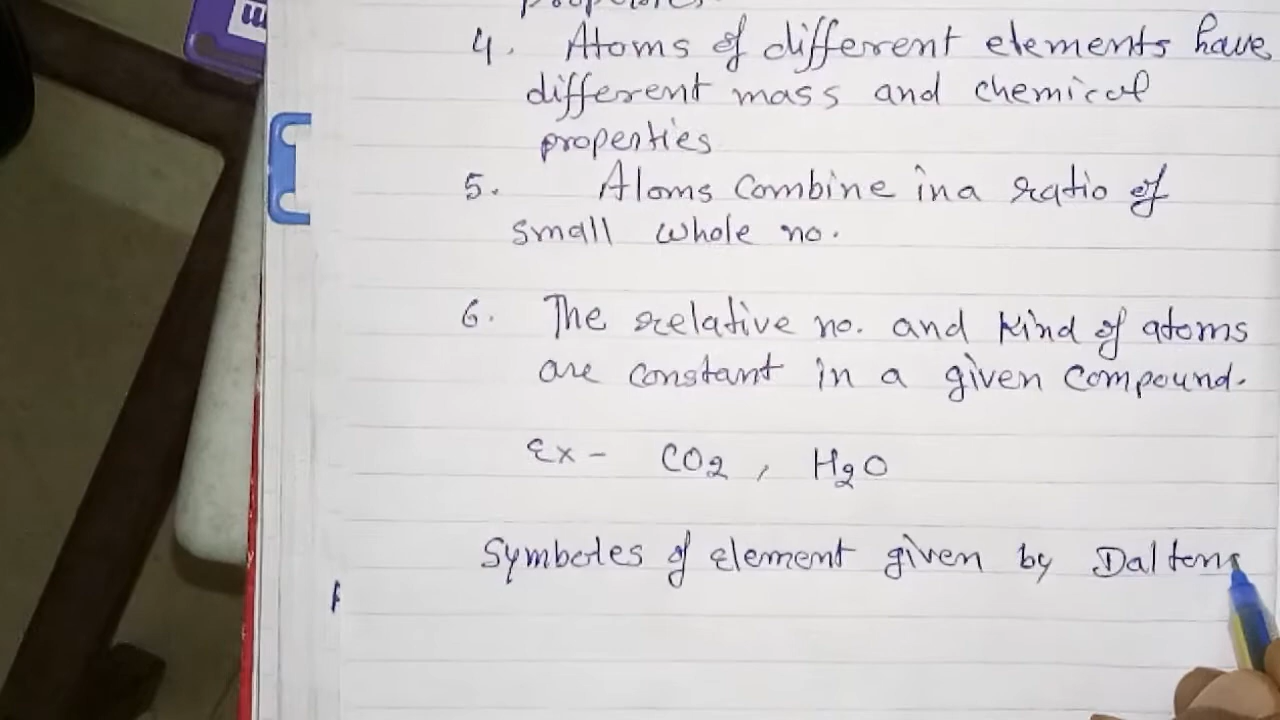 4. Atoms of different elements have
different mass and chemical
properties
5. Atoms Combine in a ratio of
small whole no.
6. The relative no. and kind of atoms
are constant in a given Compound.
Ex- CO2, H2O
Symboles of element given by Daltons